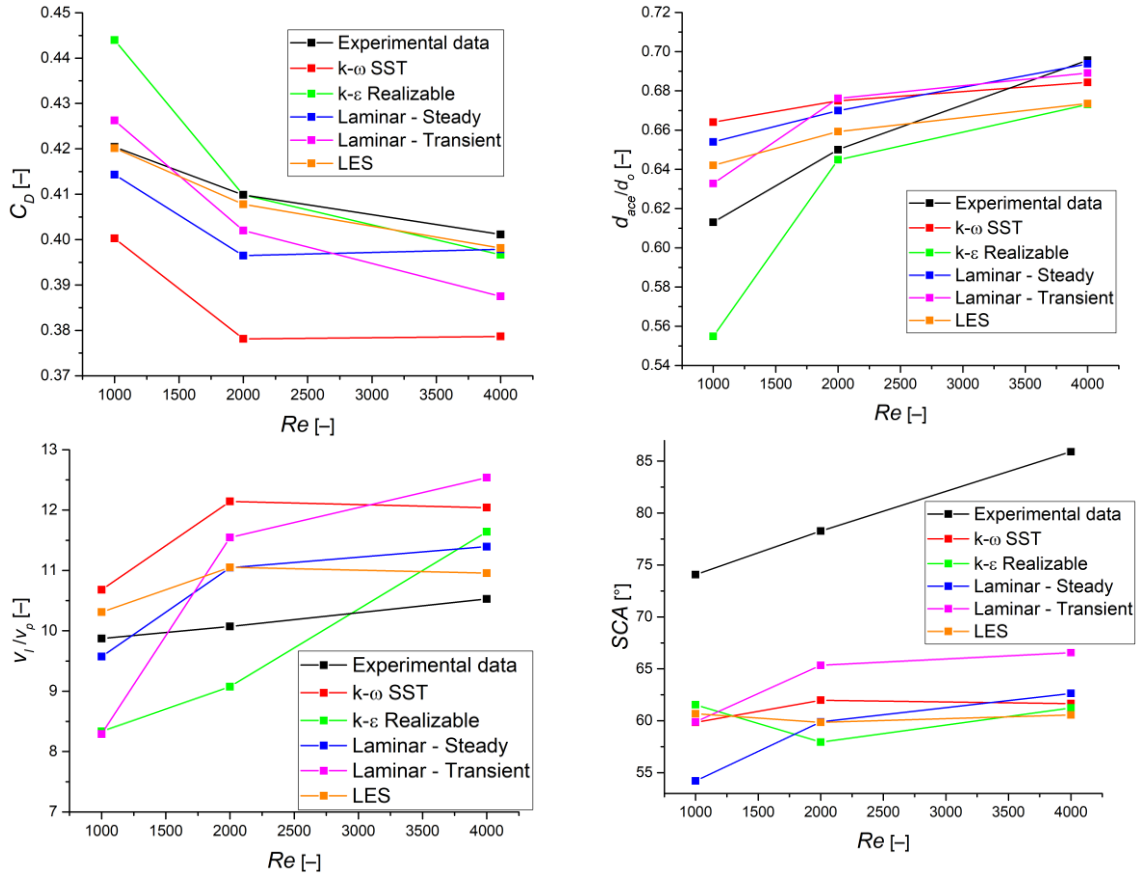 0.45
0.44
0.43
0.42
0.41
0.40
0.39
0.38
0.37
C_D [–]
1000 1500 2000 2500 3000 3500 4000
Re [–]
Experimental data
k-ω SST
k-ε Realizable
Laminar - Steady
Laminar - Transient
LES
0.72
0.70
0.68
0.66
0.64
0.62
0.60
0.58
0.56
0.54
d_ace/d_o [–]
1000 1500 2000 2500 3000 3500 4000
Re [–]
Experimental data
k-ω SST
k-ε Realizable
Laminar - Steady
Laminar - Transient
LES
13
12
11
10
9
8
7
v_l/v_p [–]
1000 1500 2000 2500 3000 3500 4000
Re [–]
Experimental data
k-ω SST
k-ε Realizable
Laminar - Steady
Laminar - Transient
LES
85
80
75
70
65
60
55
SCA [°]
1000 1500 2000 2500 3000 3500 4000
Re [–]
Experimental data
k-ω SST
k-ε Realizable
Laminar - Steady
Laminar - Transient
LES